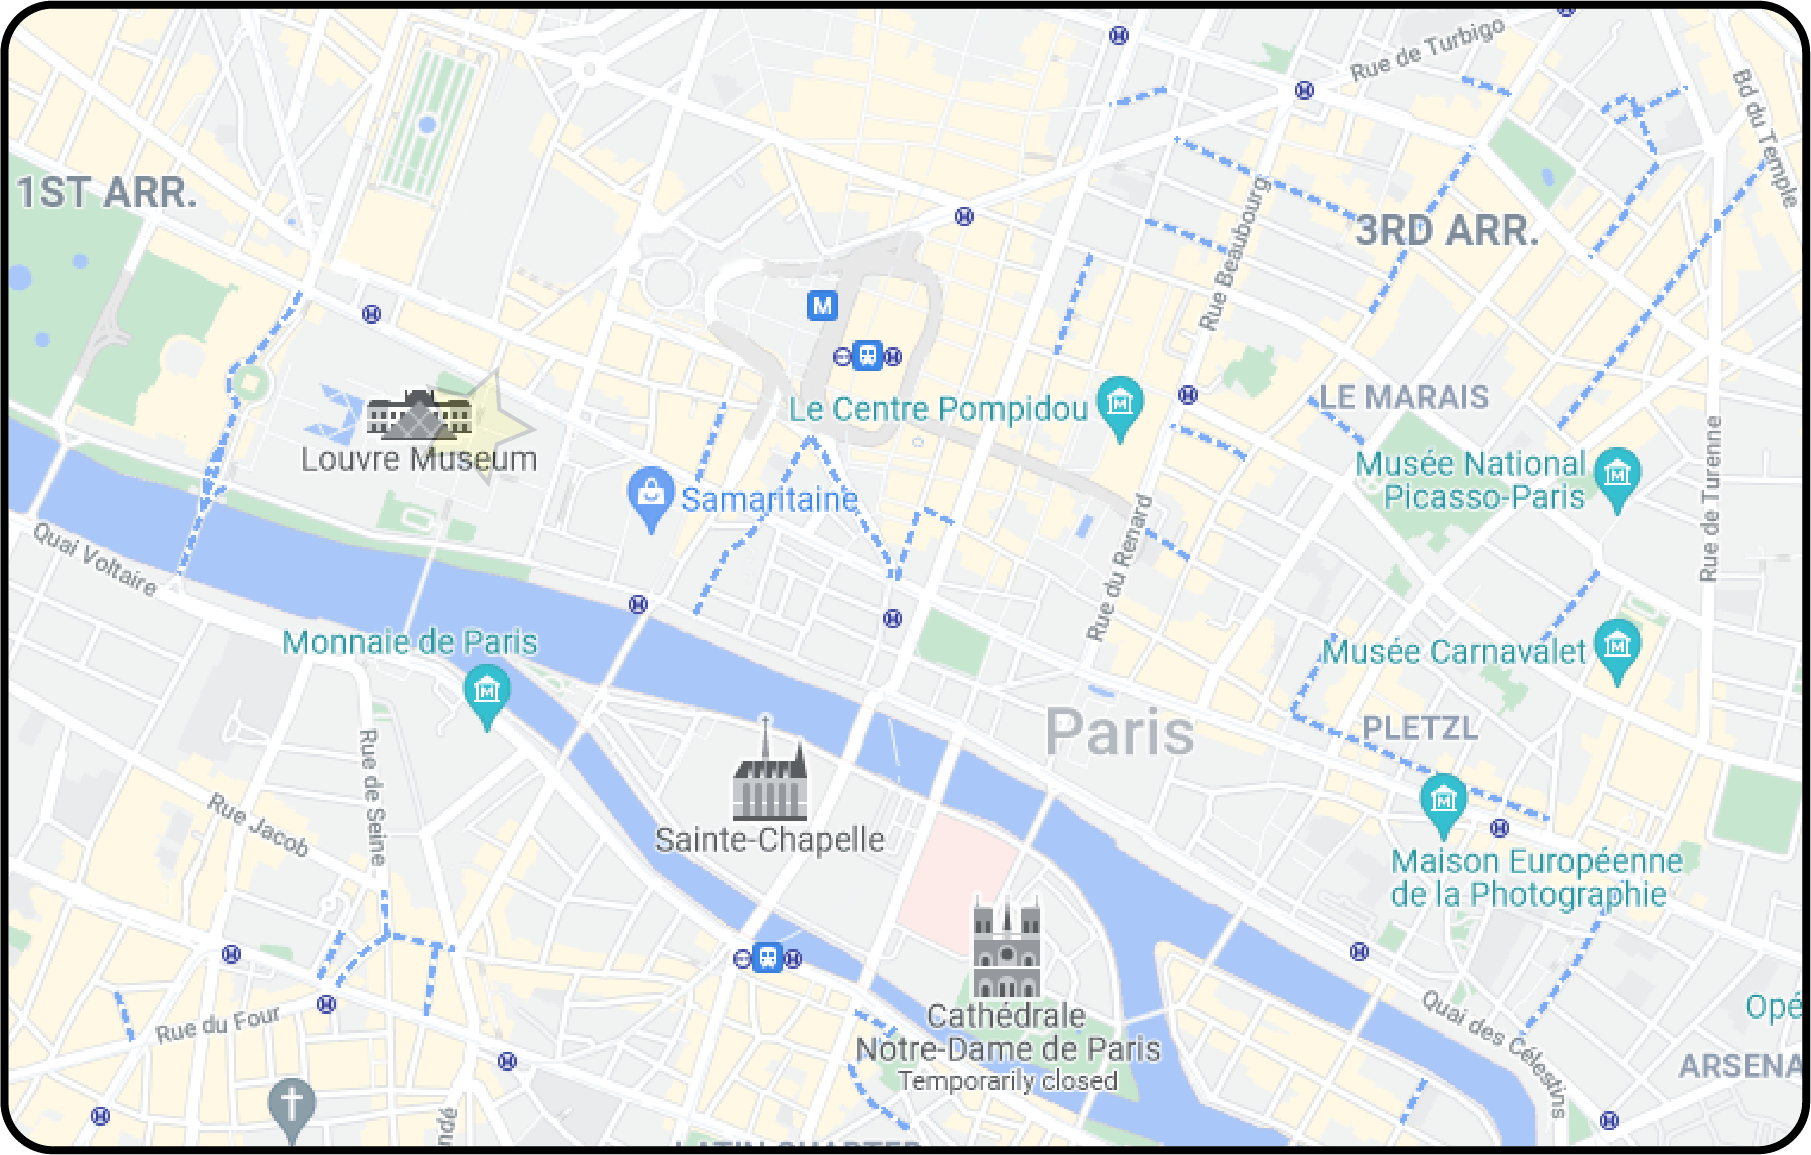 Rue de Turbigo
Bd du Temple
1ST ARR.
3RD ARR.
Rue Beaubourg
M
Le Centre Pompidou
LE MARAIS
Louvre Museum
Samaritaine
Musée National
Picasso-Paris
Rue de Turenne
Quai Voltaire
Rue du Renard
Monnaie de Paris
Musée Carnavalet
Paris
PLETZL
Rue de Seine
Rue Jacob
Sainte-Chapelle
Maison Européenne
de la Photographie
Rue du Four
Cathédrale
Notre-Dame de Paris
Temporarily closed
Quai des Célestins
Opé
ARSENA
ndé